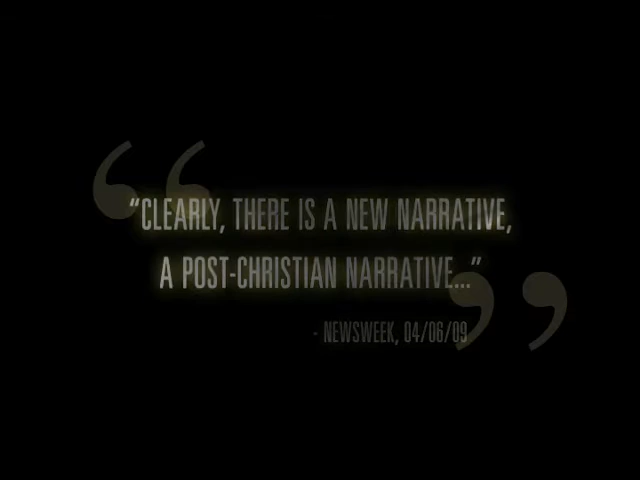 “CLEARLY, THERE IS A NEW NARRATIVE,
A POST-CHRISTIAN NARRATIVE...”
- NEWSWEEK, 04/06/09